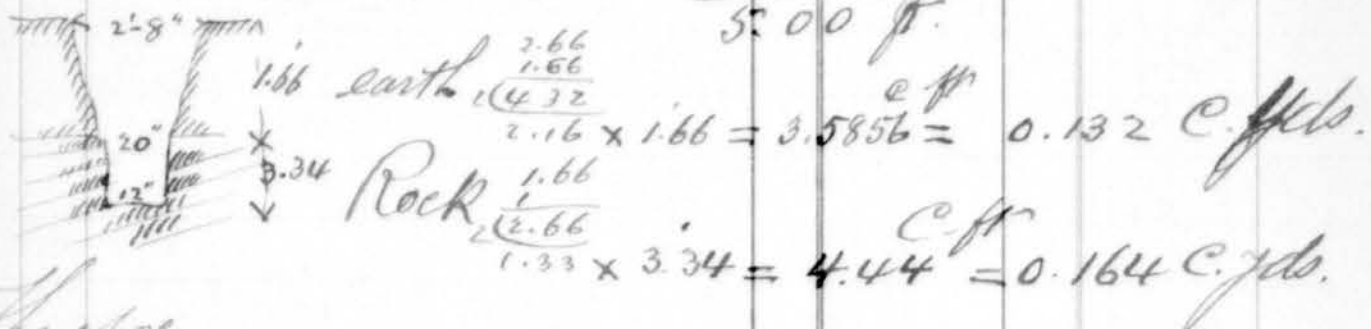 2'-8"
5.00 ft.
2.66
1.66
1.66 earth 2(4 32
c ft
2.16 × 1.66 = 3.5856 = 0.132 C. yds.
20"
3.34
12"
Rock 1.66
1
2(2.66
C. ft
1.33 × 3.34 = 4.44 = 0.164 C. yds.